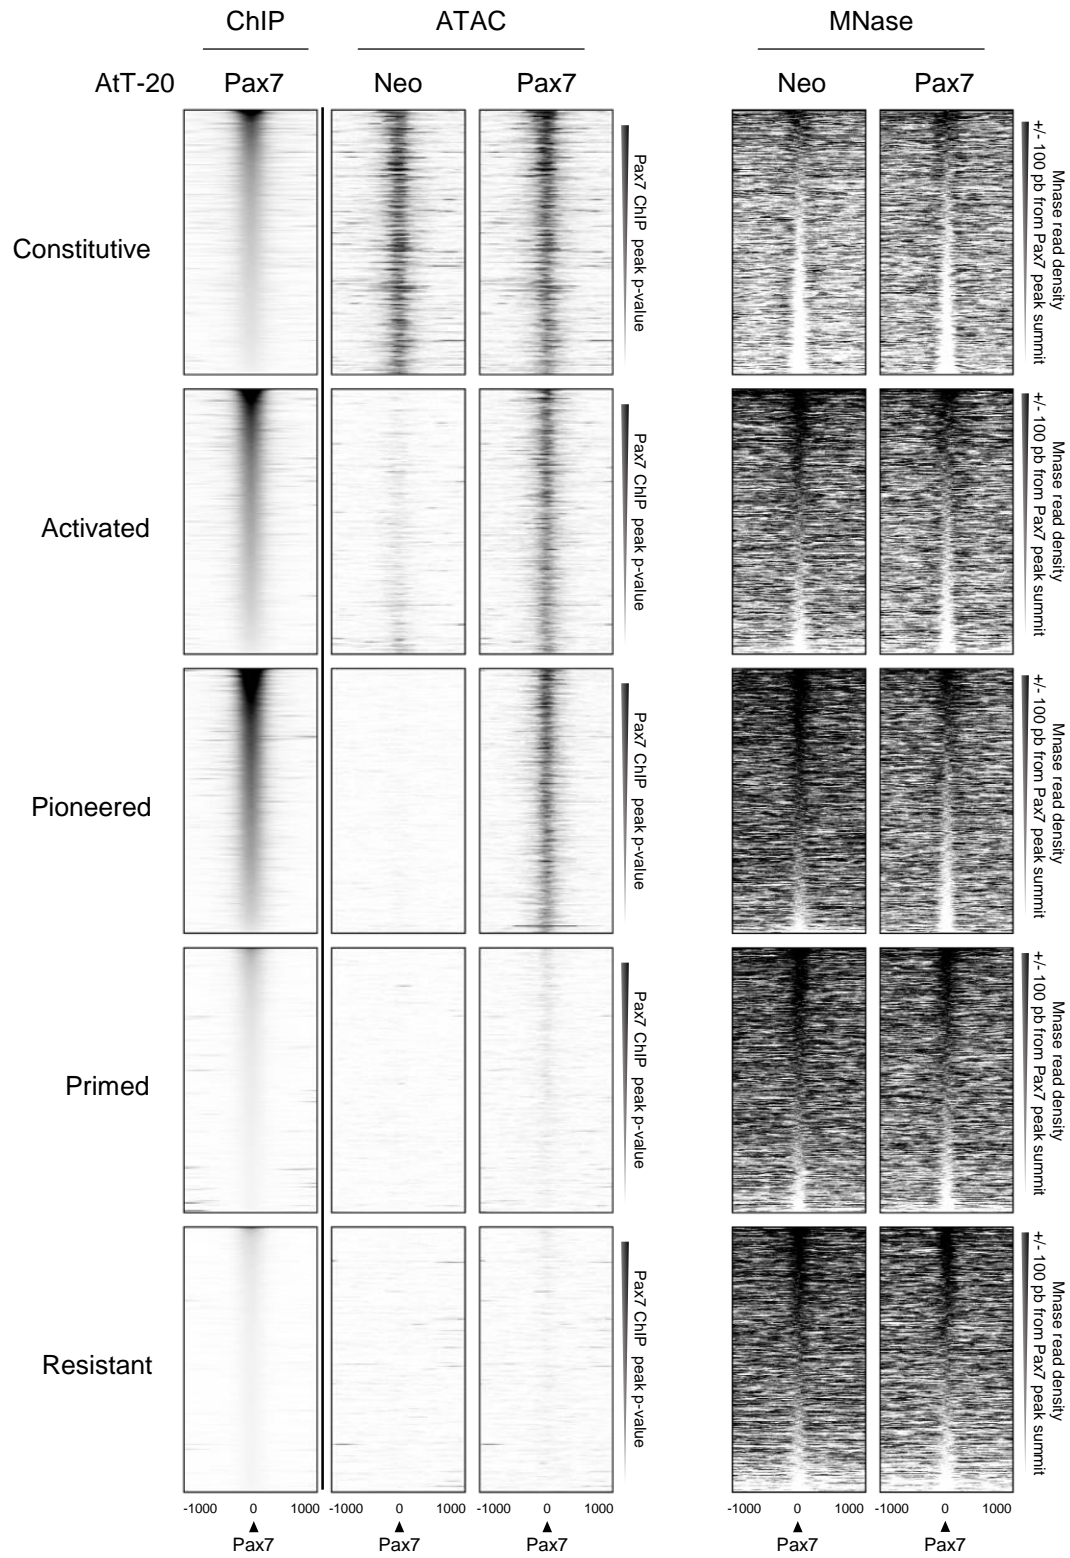 ChIP ATAC MNase
AtT-20 Pax7 Neo Pax7 Neo Pax7
Constitutive
Pax7 ChIP peak p-value
Mnase read density
+/- 100 pb from Pax7 peak summit
Activated
Pax7 ChIP peak p-value
Mnase read density
+/- 100 pb from Pax7 peak summit
Pioneered
Pax7 ChIP peak p-value
Mnase read density
+/- 100 pb from Pax7 peak summit
Primed
Pax7 ChIP peak p-value
Mnase read density
+/- 100 pb from Pax7 peak summit
Resistant
Pax7 ChIP peak p-value
Mnase read density
+/- 100 pb from Pax7 peak summit
-1000 0 1000 -1000 0 1000 -1000 0 1000 -1000 0 1000 -1000 0 1000
Pax7 Pax7 Pax7 Pax7 Pax7